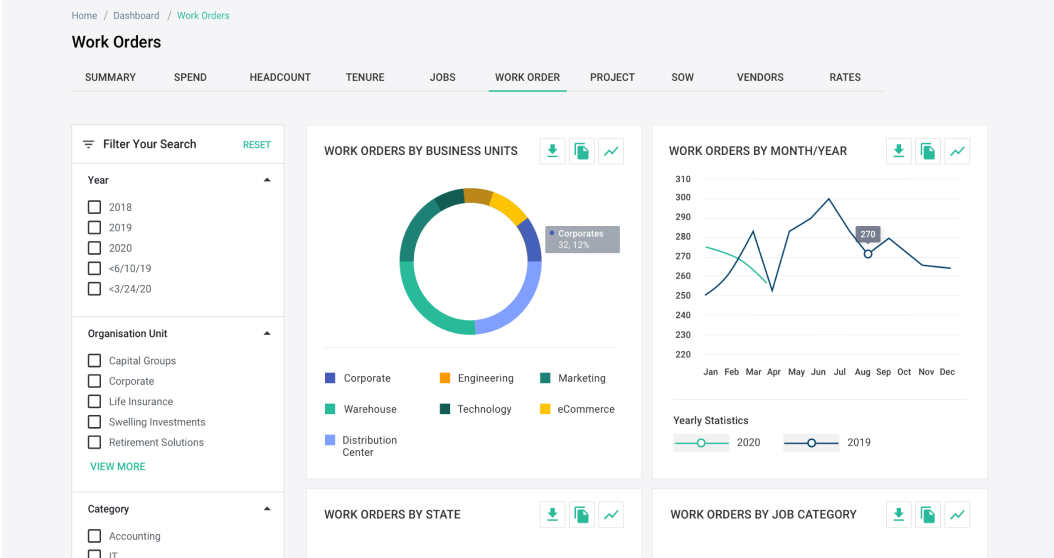 Home / Dashboard / Work Orders
Work Orders
SUMMARY SPEND HEADCOUNT TENURE JOBS WORK ORDER PROJECT SOW VENDORS RATES
Filter Your Search RESET
Year
2018
2019
2020
<6/10/19
<3/24/20
Organisation Unit
Capital Groups
Corporate
Life Insurance
Swelling Investments
Retirement Solutions
VIEW MORE
Category
Accounting
IT
WORK ORDERS BY BUSINESS UNITS
Corporates
32, 12%
Corporate Engineering Marketing
Warehouse Technology eCommerce
Distribution
Center
WORK ORDERS BY MONTH/YEAR
310
300
290
280
270
260
250
240
230
220
270
Jan Feb Mar Apr May Jun Jul Aug Sep Oct Nov Dec
Yearly Statistics
2020 2019
WORK ORDERS BY STATE
WORK ORDERS BY JOB CATEGORY